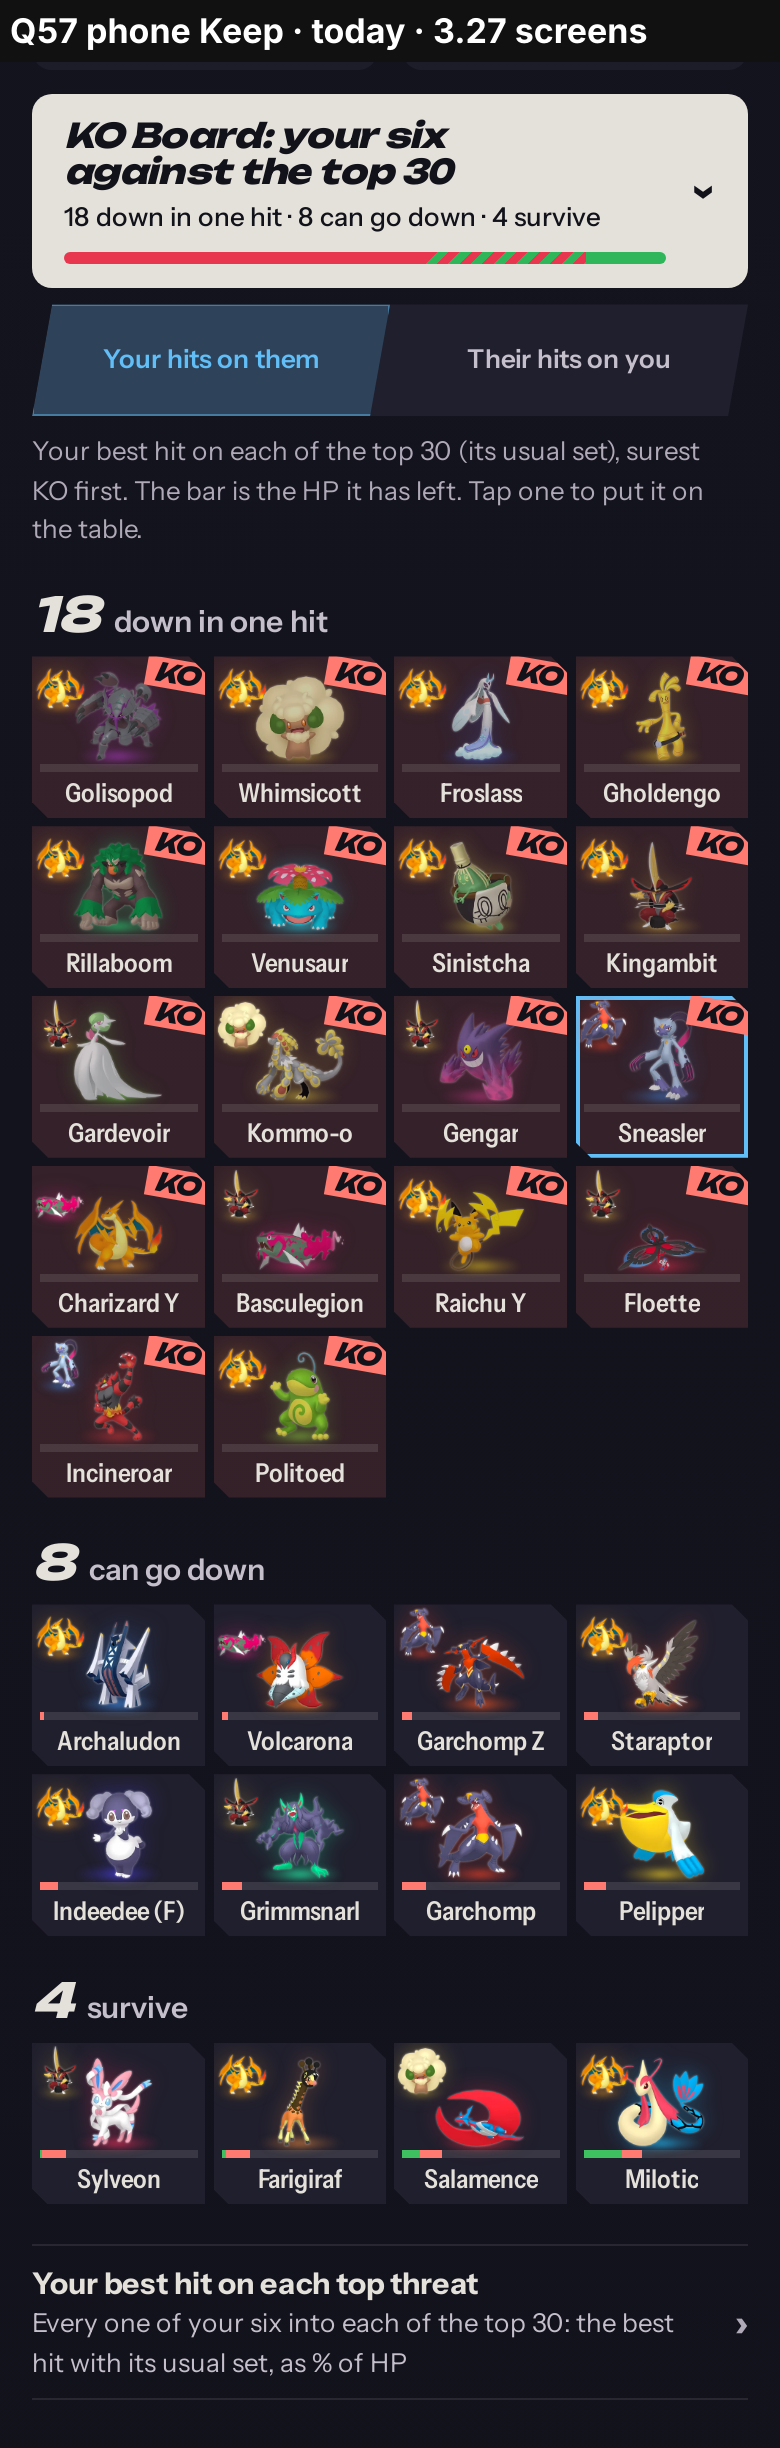 Q57 phone Keep · today · 3.27 screens
KO Board: your six
against the top 30
18 down in one hit · 8 can go down · 4 survive
Your hits on them
Their hits on you
Your best hit on each of the top 30 (its usual set), surest
KO first. The bar is the HP it has left. Tap one to put it on
the table.
18 down in one hit
KO KO KO KO
Golisopod Whimsicott Froslass Gholdengo
KO KO KO KO
Rillaboom Venusaur Sinistcha Kingambit
KO KO KO KO
Gardevoir Kommo-o Gengar Sneasler
KO KO KO KO
Charizard Y Basculegion Raichu Y Floette
KO KO
Incineroar Politoed
8 can go down
Archaludon Volcarona Garchomp Z Staraptor
Indeedee (F) Grimmsnarl Garchomp Pelipper
4 survive
Sylveon Farigiraf Salamence Milotic
Your best hit on each top threat
Every one of your six into each of the top 30: the best
hit with its usual set, as % of HP